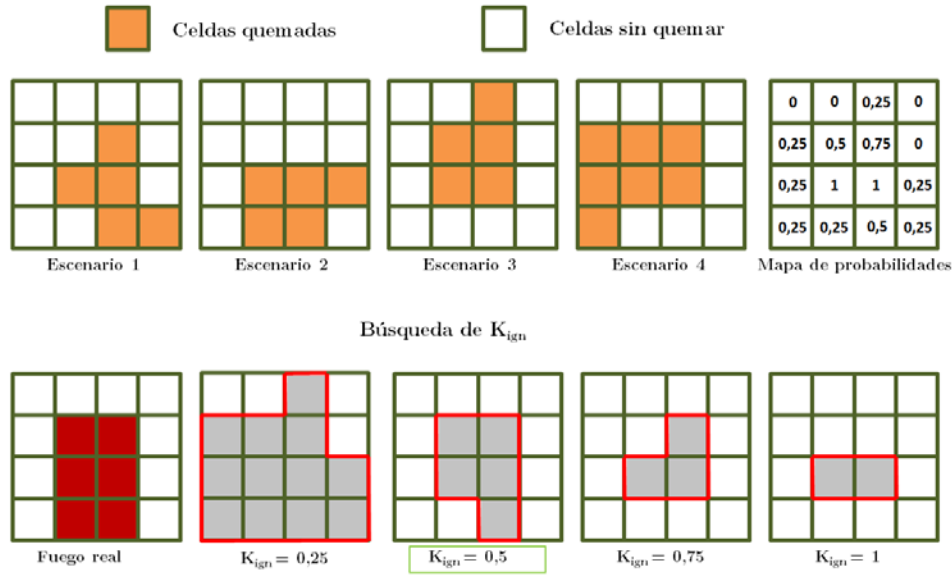 Celdas quemadas
Celdas sin quemar
0 0 0,25 0
0,25 0,5 0,75 0
0,25 1 1 0,25
0,25 0,25 0,5 0,25
Escenario 1
Escenario 2
Escenario 3
Escenario 4
Mapa de probabilidades
Búsqueda de K_ign
Fuego real
K_ign = 0,25
K_ign = 0,5
K_ign = 0,75
K_ign = 1